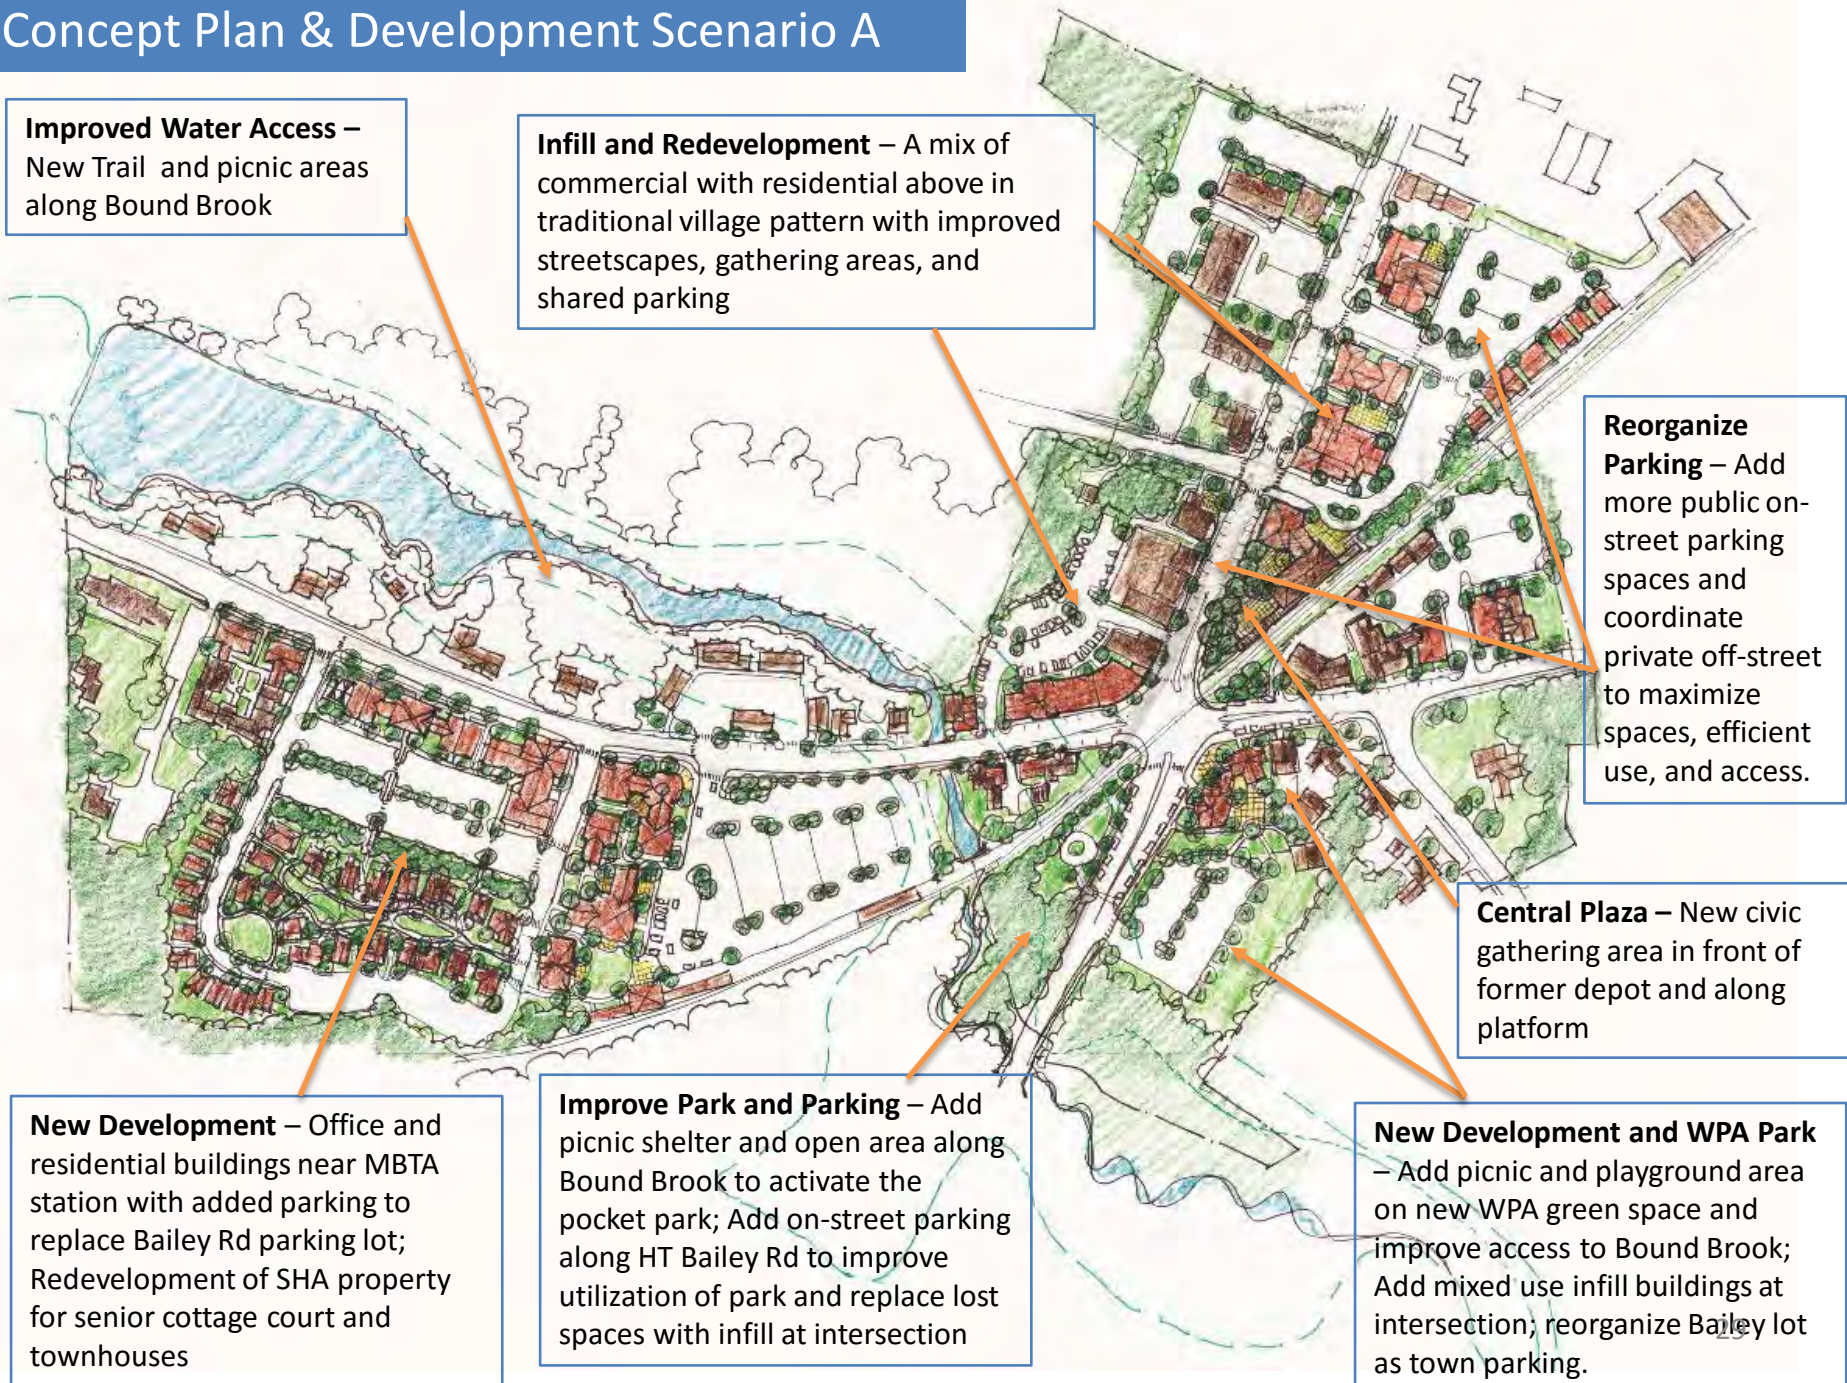 Concept Plan & Development Scenario A
Improved Water Access –
New Trail and picnic areas
along Bound Brook
Infill and Redevelopment – A mix of
commercial with residential above in
traditional village pattern with improved
streetscapes, gathering areas, and
shared parking
Reorganize
Parking – Add
more public on-
street parking
spaces and
coordinate
private off-street
to maximize
spaces, efficient
use, and access.
Central Plaza – New civic
gathering area in front of
former depot and along
platform
New Development – Office and
residential buildings near MBTA
station with added parking to
replace Bailey Rd parking lot;
Redevelopment of SHA property
for senior cottage court and
townhouses
Improve Park and Parking – Add
picnic shelter and open area along
Bound Brook to activate the
pocket park; Add on-street parking
along HT Bailey Rd to improve
utilization of park and replace lost
spaces with infill at intersection
New Development and WPA Park
– Add picnic and playground area
on new WPA green space and
improve access to Bound Brook;
Add mixed use infill buildings at
intersection; reorganize Bailey lot
as town parking.
29